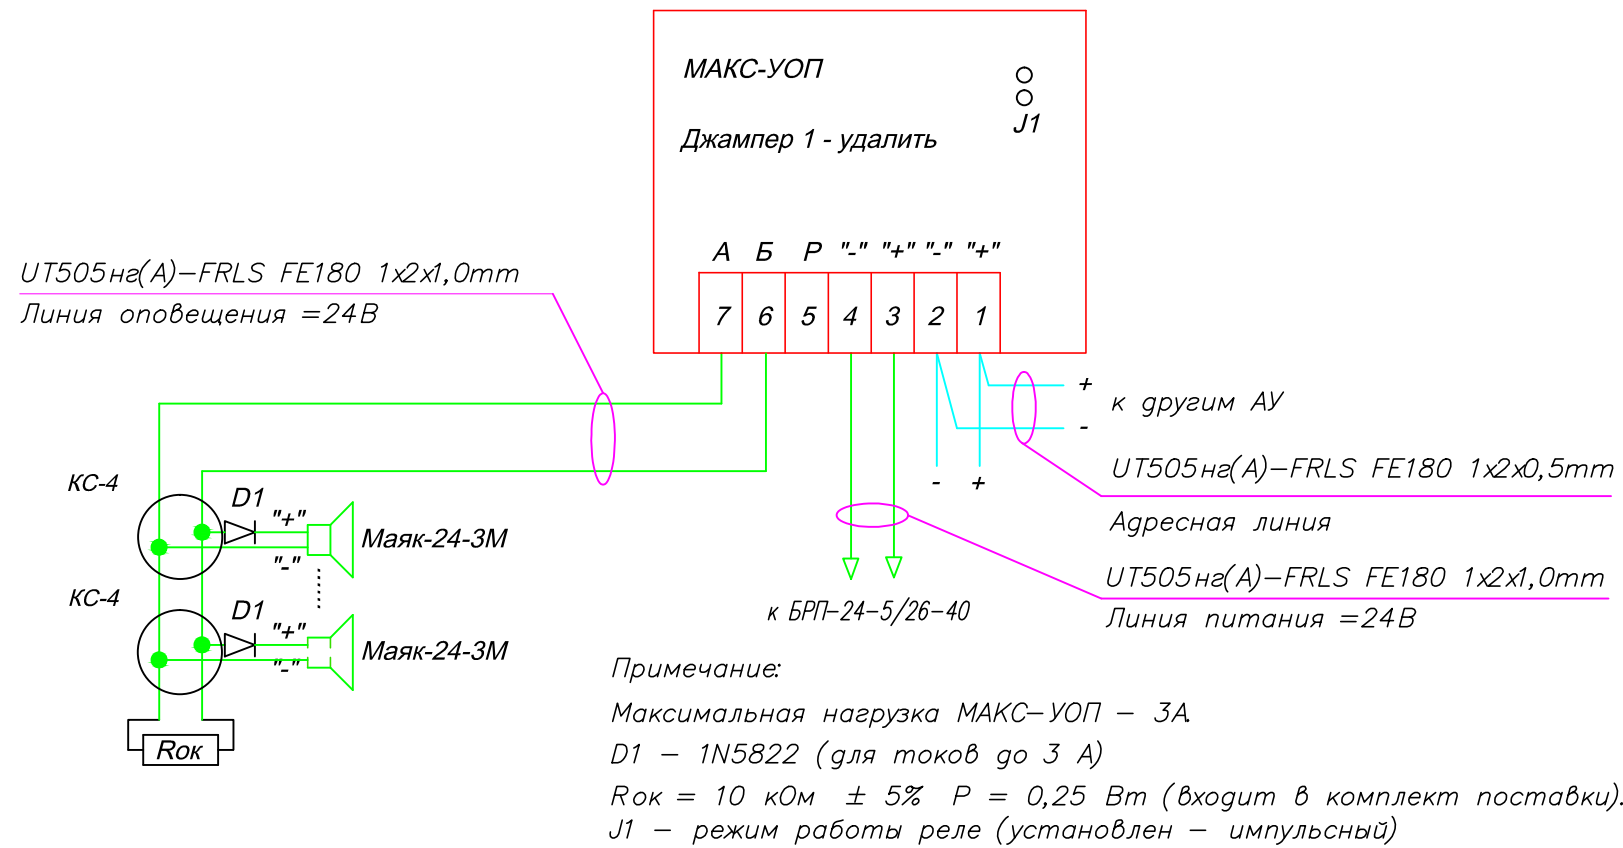 МАКС-УОП
J1
Джампер 1 - удалить
А Б Р "-" "+" "-" "+"
7 6 5 4 3 2 1
UT505нг(А)-FRLS FE180 1x2x1,0mm
Линия оповещения =24В
+
к другим АУ
-
UT505нг(А)-FRLS FE180 1x2x0,5mm
Адресная линия
- +
КС-4
D1
"+"
Маяк-24-3М
"-"
КС-4
D1
"+"
Маяк-24-3М
"-"
Rок
UT505нг(А)-FRLS FE180 1x2x1,0mm
Линия питания =24В
к БРП-24-5/26-40
Примечание:
Максимальная нагрузка МАКС-УОП - 3А.
D1 - 1N5822 (для токов до 3 А)
Rок = 10 кОм ± 5% P = 0,25 Вт (входит в комплект поставки).
J1 - режим работы реле (установлен - импульсный)